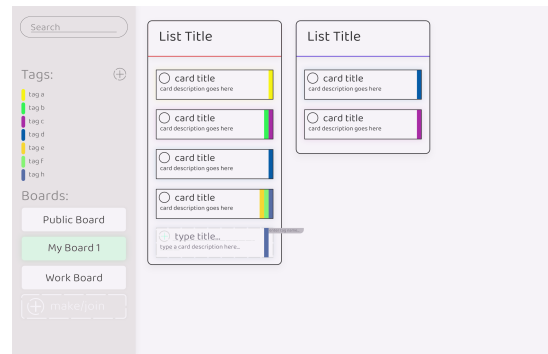 Search
Tags:
tag a
tag b
tag c
tag d
tag e
tag f
tag h
Boards:
Public Board
My Board 1
Work Board
make/join
List Title
card title
card description goes here
card title
card description goes here
card title
card description goes here
card title
card description goes here
type title...
type a card description here...
List Title
card title
card description goes here
card title
card description goes here